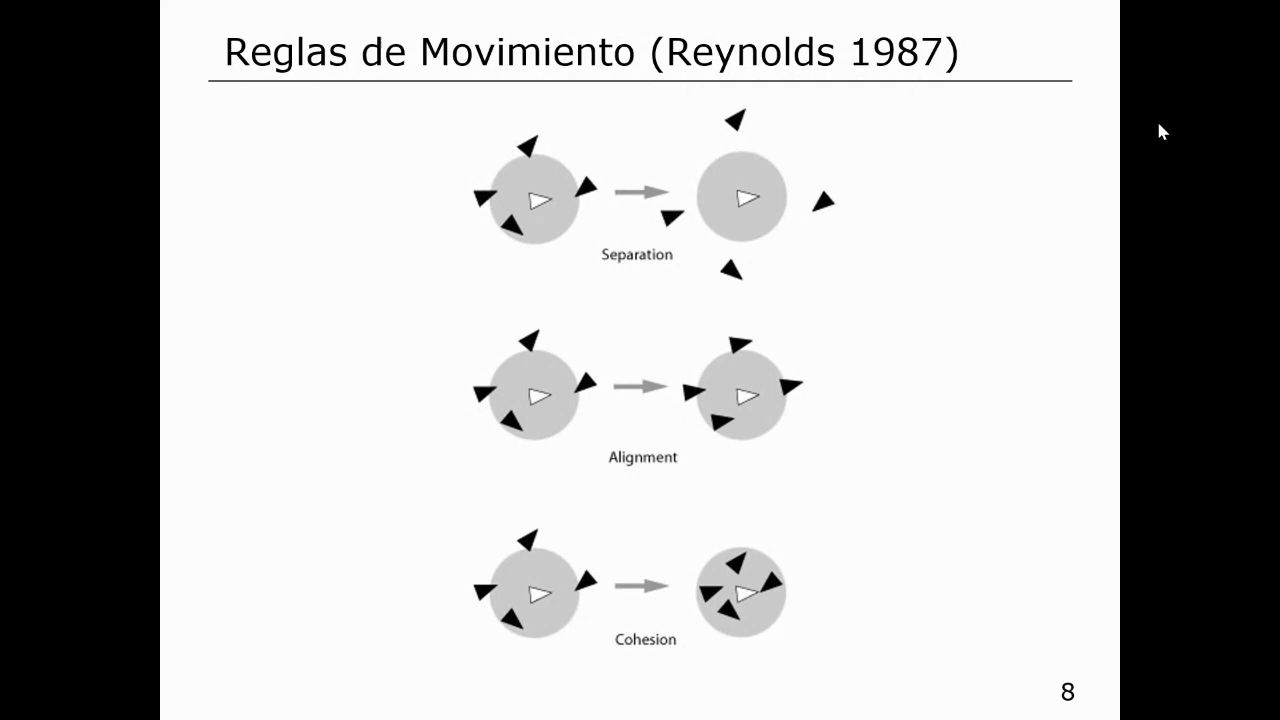 Reglas de Movimiento (Reynolds 1987)
Separation
Alignment
Cohesion
8